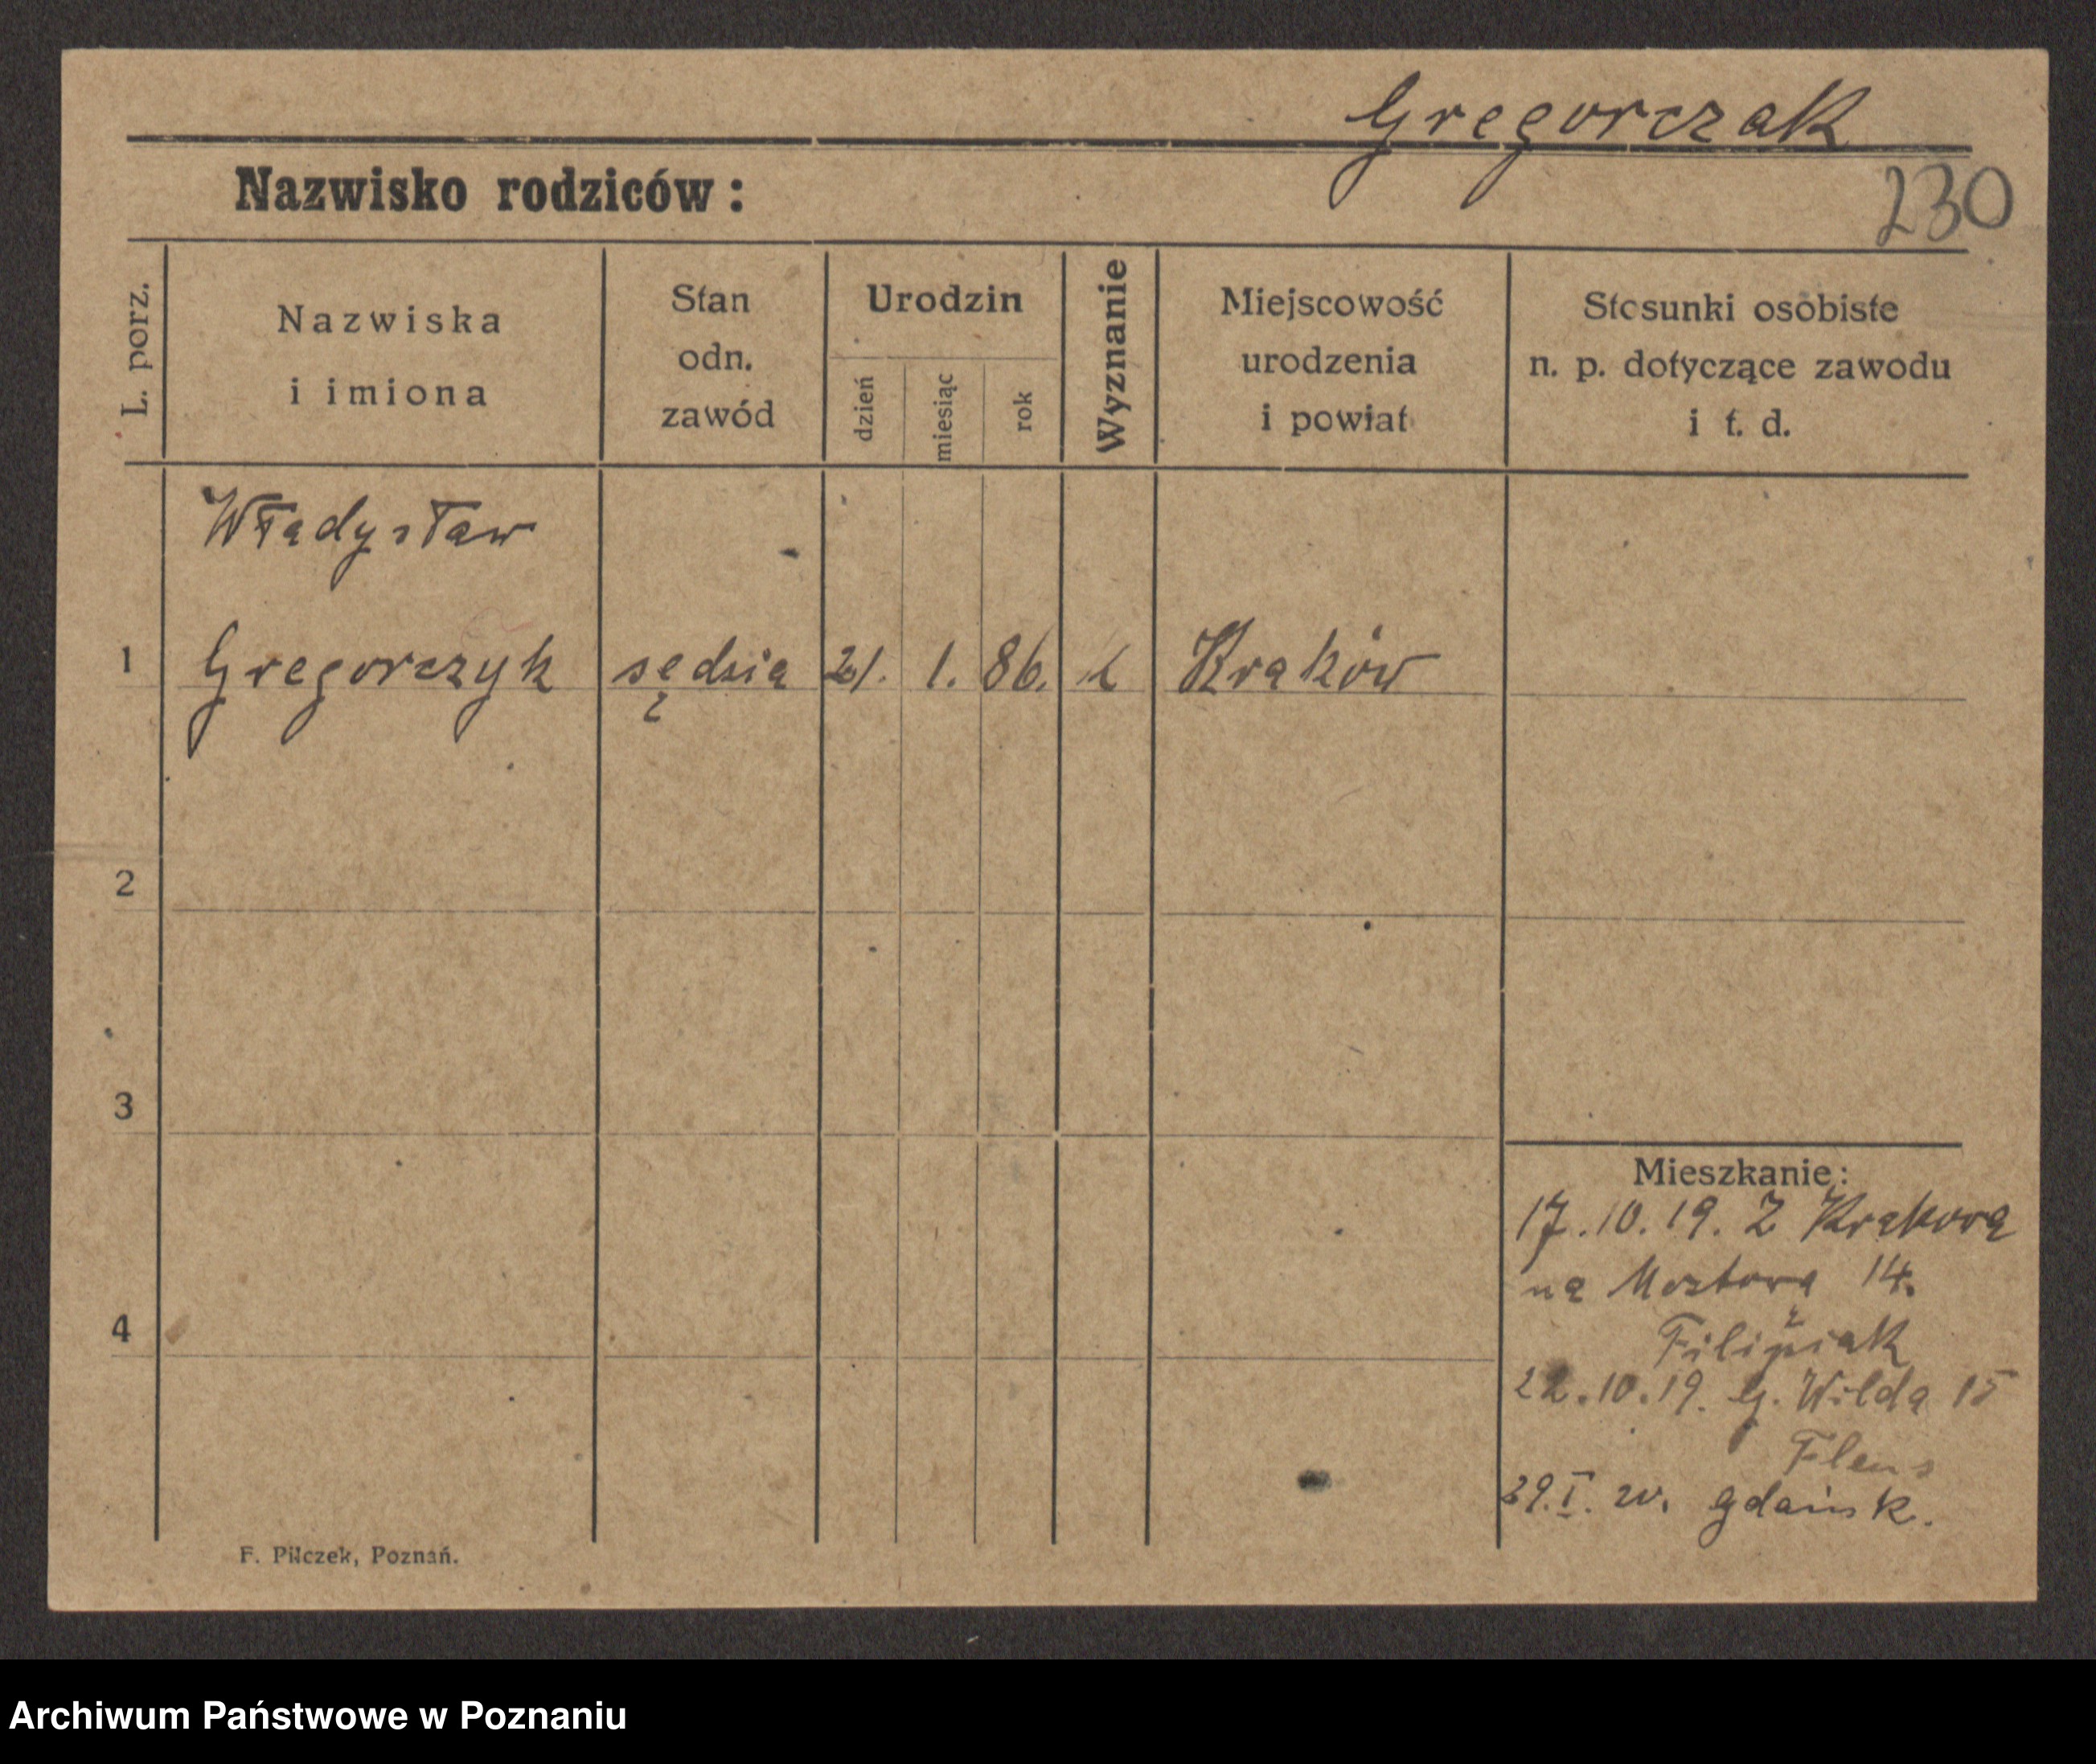 Gregorczak
Nazwisko rodziców:
230
L. porz.
Nazwiska
i imiona
Stan
odn.
zawód
Urodzin
dzień
miesiąc
rok
Wyznanie
Miejscowość
urodzenia
i powiat
Stosunki osobiste
n. p. dotyczące zawodu
i t. d.
Władysław
1 Gregorczyk sędzia 21. 1. 86. k Kraków
2
3
4
Mieszkanie:
17.10.19. Z Krakowa
na Mostowa 14.
Filipiak
22.10.19. G. Wilda 15
29.I. 20. Gdańsk.
F. Pilczek, Poznań.
Archiwum Państwowe w Poznaniu